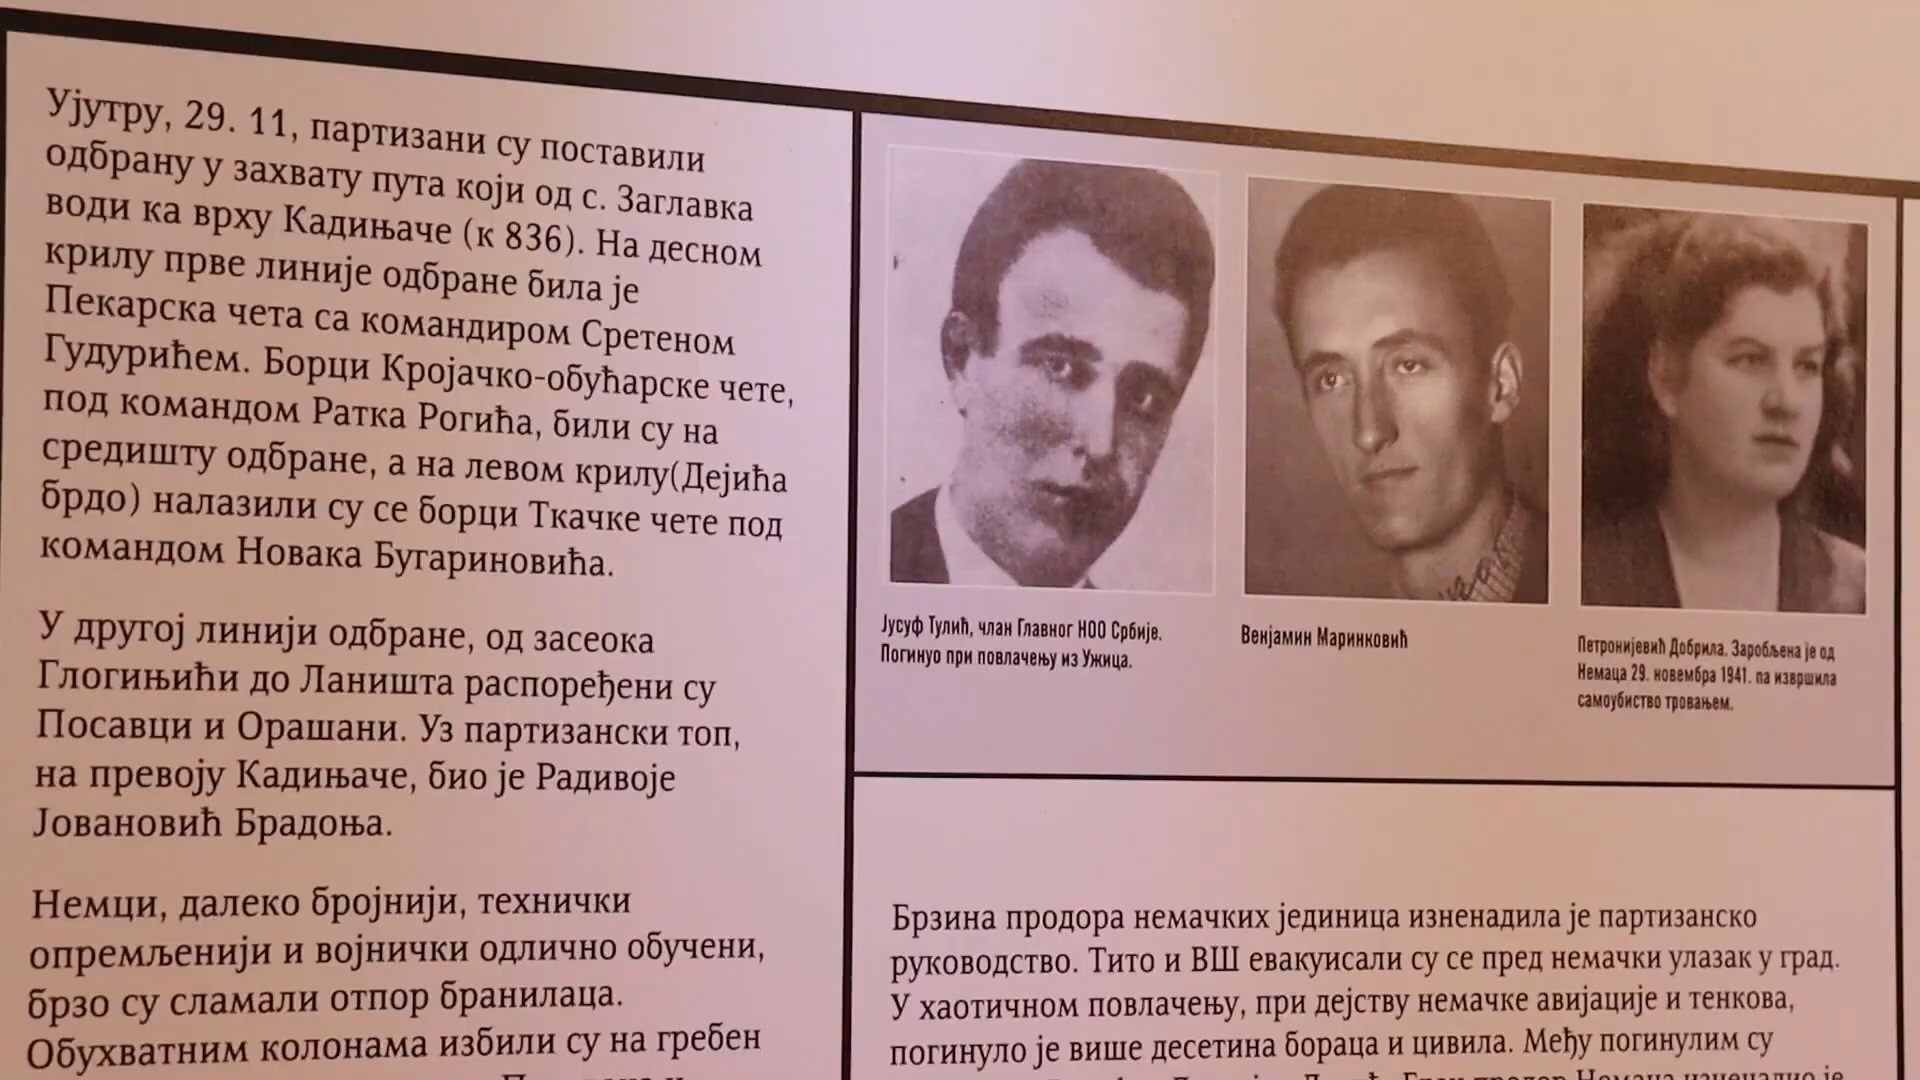 Ујутру, 29. 11, партизани су поставили
одбрану у захвату пута који од с. Заглавка
води ка врху Кадињаче (к 836). На десном
крилу прве линије одбране била је
Пекарска чета са командиром Сретеном
Гудурићем. Борци Кројачко-обућарске чете,
под командом Ратка Рогића, били су на
средишту одбране, а на левом крилу(Дејића
брдо) налазили су се борци Ткачке чете под
командом Новака Бугариновића.
У другој линији одбране, од засеока
Глогињићи до Ланишта распоређени су
Посавци и Орашани. Уз партизански топ,
на превоју Кадињаче, био је Радивоје
Јовановић Брадоња.
Немци, далеко бројнији, технички
опремљенији и војнички одлично обучени,
брзо су сламали отпор бранилаца.
Обухватним колонама избили су на гребен
Јусуф Тулић, члан Главног НОО Србије.
Погинуо при повлачењу из Ужица.
Венјамин Маринковић
Петронијевић Добрила. Заробљена је од
Немаца 29. новембра 1941. па извршила
самоубиство тровањем.
Брзина продора немачких јединица изненадила је партизанско
руководство. Тито и ВШ евакуисали су се пред немачки улазак у град.
У хаотичном повлачењу, при дејству немачке авијације и тенкова,
погинуло је више десетина бораца и цивила. Међу погинулим су